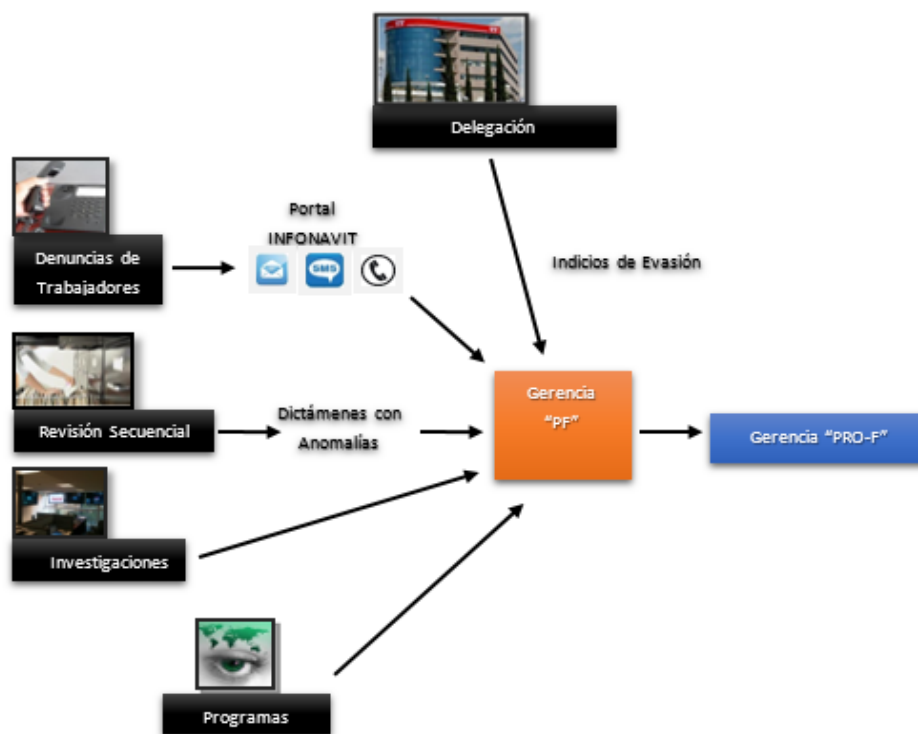 Delegación
Portal
INFONAVIT
SMS
Denuncias de
Trabajadores
Indicios de Evasión
Gerencia
"PF"
Gerencia "PRO-F"
Revisión Secuencial
Dictámenes con
Anomalías
Investigaciones
Programas